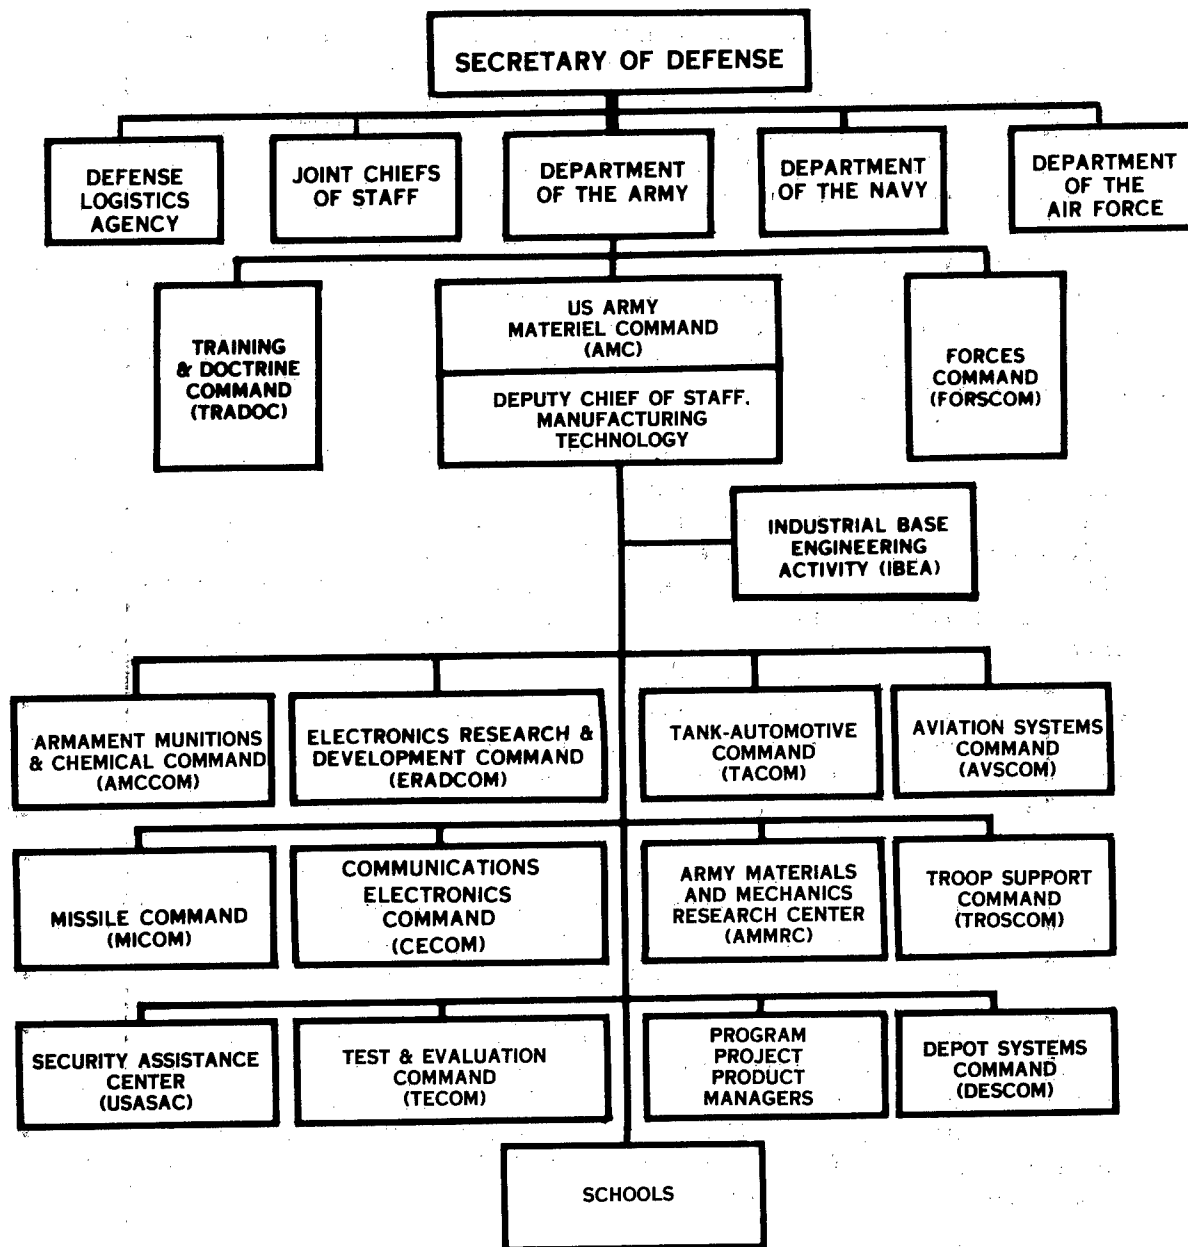 SECRETARY OF DEFENSE
DEFENSE
LOGISTICS
AGENCY
JOINT CHIEFS
OF STAFF
DEPARTMENT
OF THE ARMY
DEPARTMENT
OF THE NAVY
DEPARTMENT
OF THE
AIR FORCE
TRAINING
& DOCTRINE
COMMAND
(TRADOC)
US ARMY
MATERIEL COMMAND
(AMC)
DEPUTY CHIEF OF STAFF.
MANUFACTURING
TECHNOLOGY
FORCES
COMMAND
(FORSCOM)
INDUSTRIAL BASE
ENGINEERING
ACTIVITY (IBEA)
ARMAMENT MUNITIONS
& CHEMICAL COMMAND
(AMCCOM)
ELECTRONICS RESEARCH &
DEVELOPMENT COMMAND
(ERADCOM)
TANK-AUTOMOTIVE
COMMAND
(TACOM)
AVIATION SYSTEMS
COMMAND
(AVSCOM)
MISSILE COMMAND
(MICOM)
COMMUNICATIONS
ELECTRONICS
COMMAND
(CECOM)
ARMY MATERIALS
AND MECHANICS
RESEARCH CENTER
(AMMRC)
TROOP SUPPORT
COMMAND
(TROSCOM)
SECURITY ASSISTANCE
CENTER
(USASAC)
TEST & EVALUATION
COMMAND
(TECOM)
PROGRAM
PROJECT
PRODUCT
MANAGERS
DEPOT SYSTEMS
COMMAND
(DESCOM)
SCHOOLS